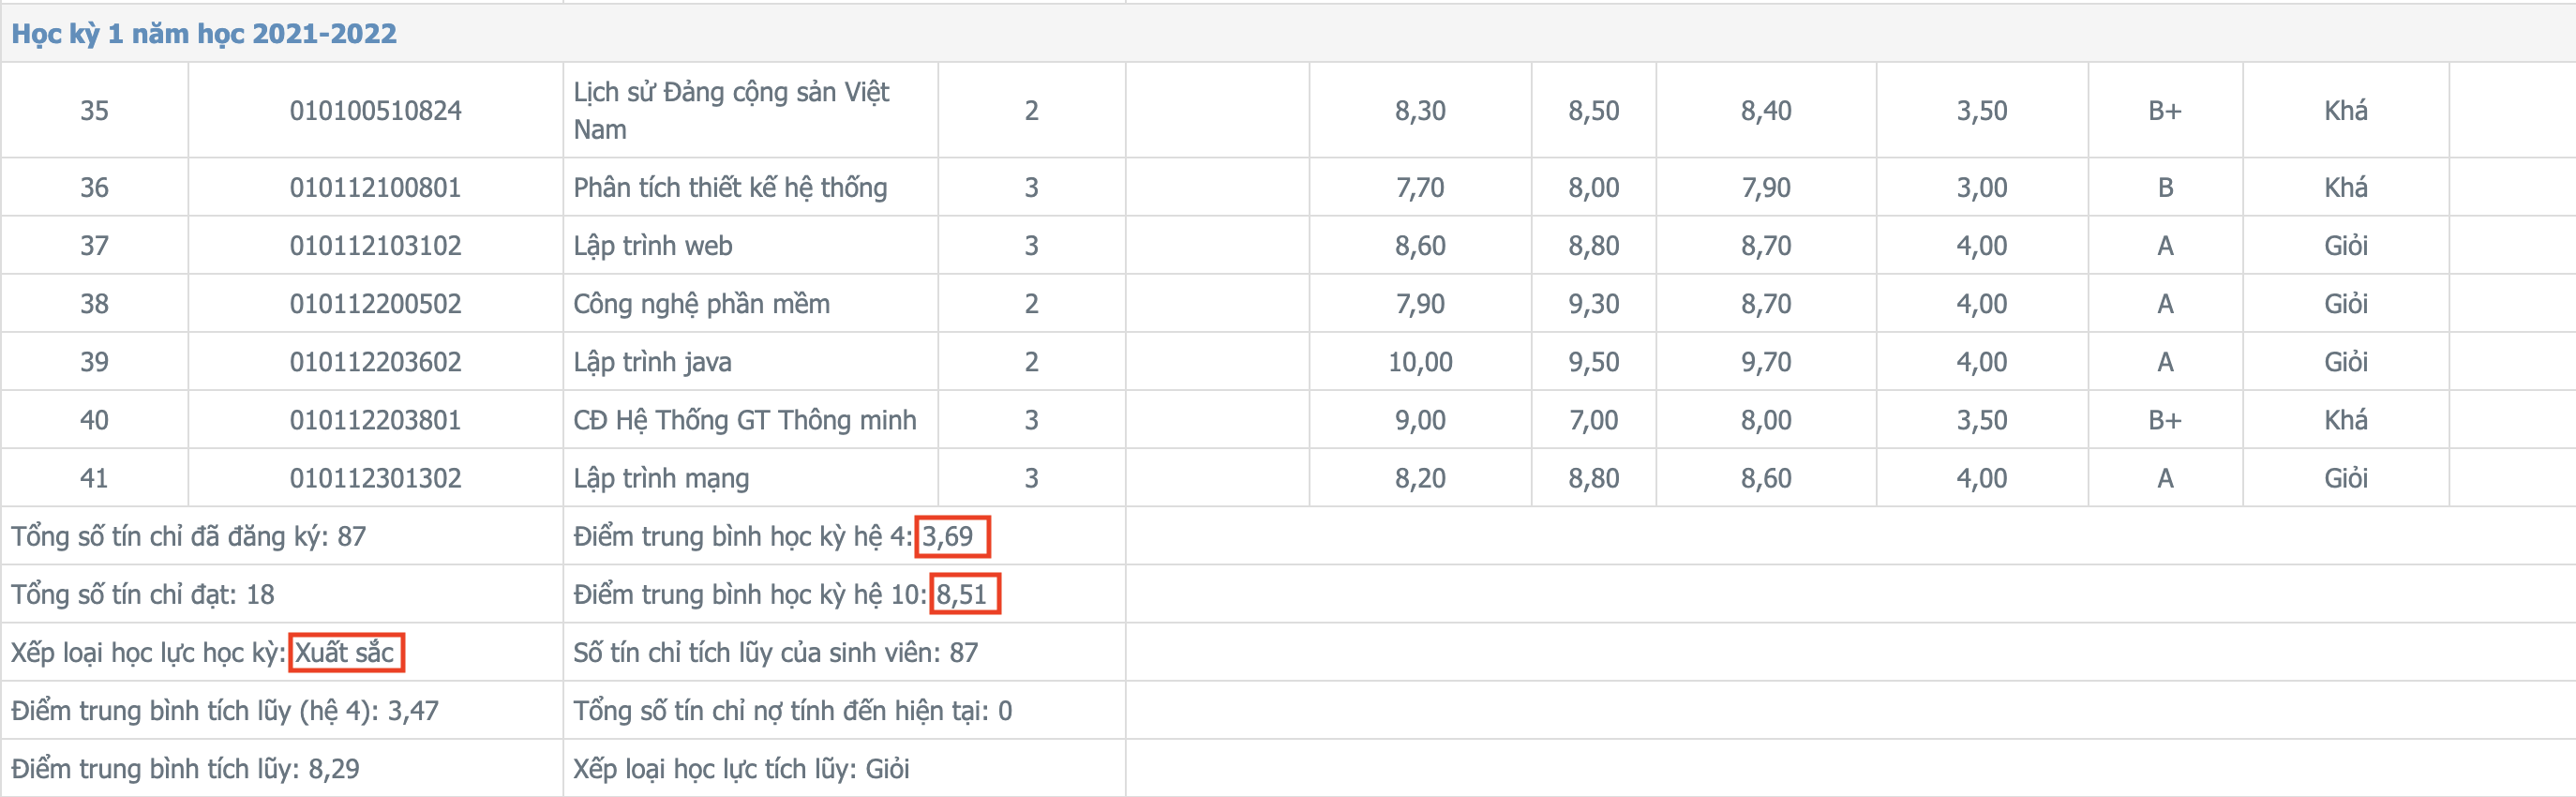 Học kỳ 1 năm học 2021-2022
35 010100510824 Lịch sử Đảng cộng sản Việt Nam 2 8,30 8,50 8,40 3,50 B+ Khá
36 010112100801 Phân tích thiết kế hệ thống 3 7,70 8,00 7,90 3,00 B Khá
37 010112103102 Lập trình web 3 8,60 8,80 8,70 4,00 A Giỏi
38 010112200502 Công nghệ phần mềm 2 7,90 9,30 8,70 4,00 A Giỏi
39 010112203602 Lập trình java 2 10,00 9,50 9,70 4,00 A Giỏi
40 010112203801 CĐ Hệ Thống GT Thông minh 3 9,00 7,00 8,00 3,50 B+ Khá
41 010112301302 Lập trình mạng 3 8,20 8,80 8,60 4,00 A Giỏi
Tổng số tín chỉ đã đăng ký: 87 Điểm trung bình học kỳ hệ 4: 3,69
Tổng số tín chỉ đạt: 18 Điểm trung bình học kỳ hệ 10: 8,51
Xếp loại học lực học kỳ: Xuất sắc Số tín chỉ tích lũy của sinh viên: 87
Điểm trung bình tích lũy (hệ 4): 3,47 Tổng số tín chỉ nợ tính đến hiện tại: 0
Điểm trung bình tích lũy: 8,29 Xếp loại học lực tích lũy: Giỏi